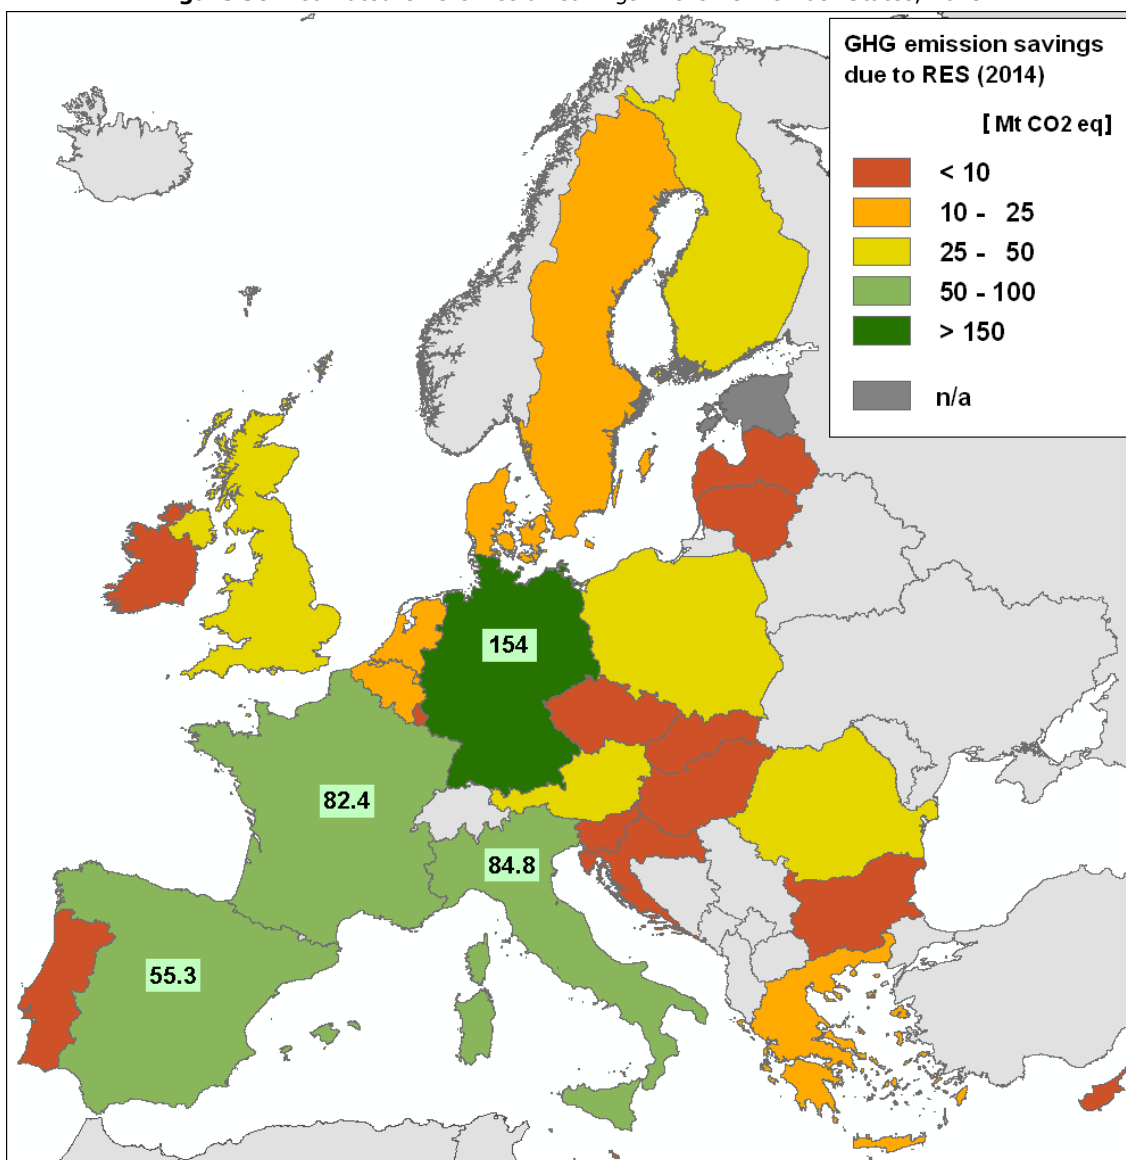 GHG emission savings
due to RES (2014)
[ Mt CO2 eq]
< 10
10 - 25
25 - 50
50 - 100
> 150
n/a
154
82.4
84.8
55.3